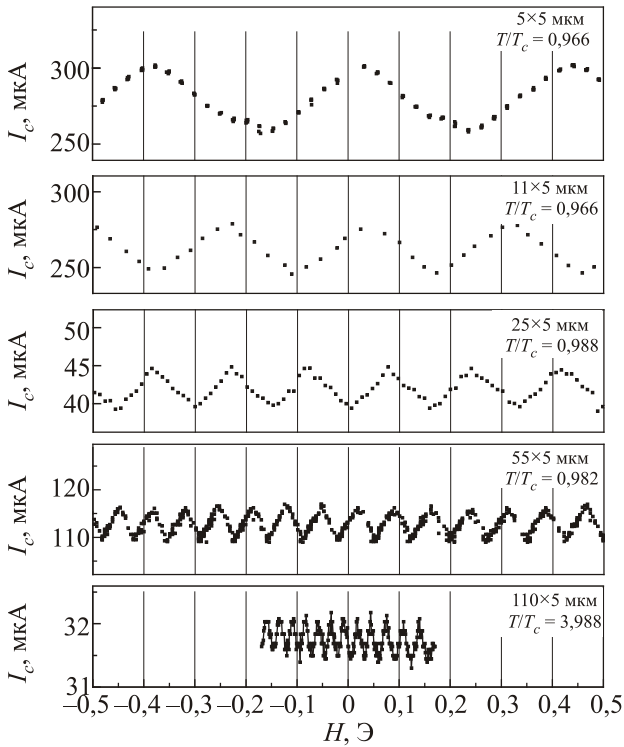 5×5 мкм
T/Tc = 0,966
300
250
Ic, мкА
11×5 мкм
T/Tc = 0,966
300
250
Ic, мкА
25×5 мкм
T/Tc = 0,988
50
45
40
Ic, мкА
55×5 мкм
T/Tc = 0,982
120
110
Ic, мкА
110×5 мкм
T/Tc = 3,988
32
31
Ic, мкА
–0,5 –0,4 –0,3 –0,2 –0,1 0 0,1 0,2 0,3 0,4 0,5
H, Э